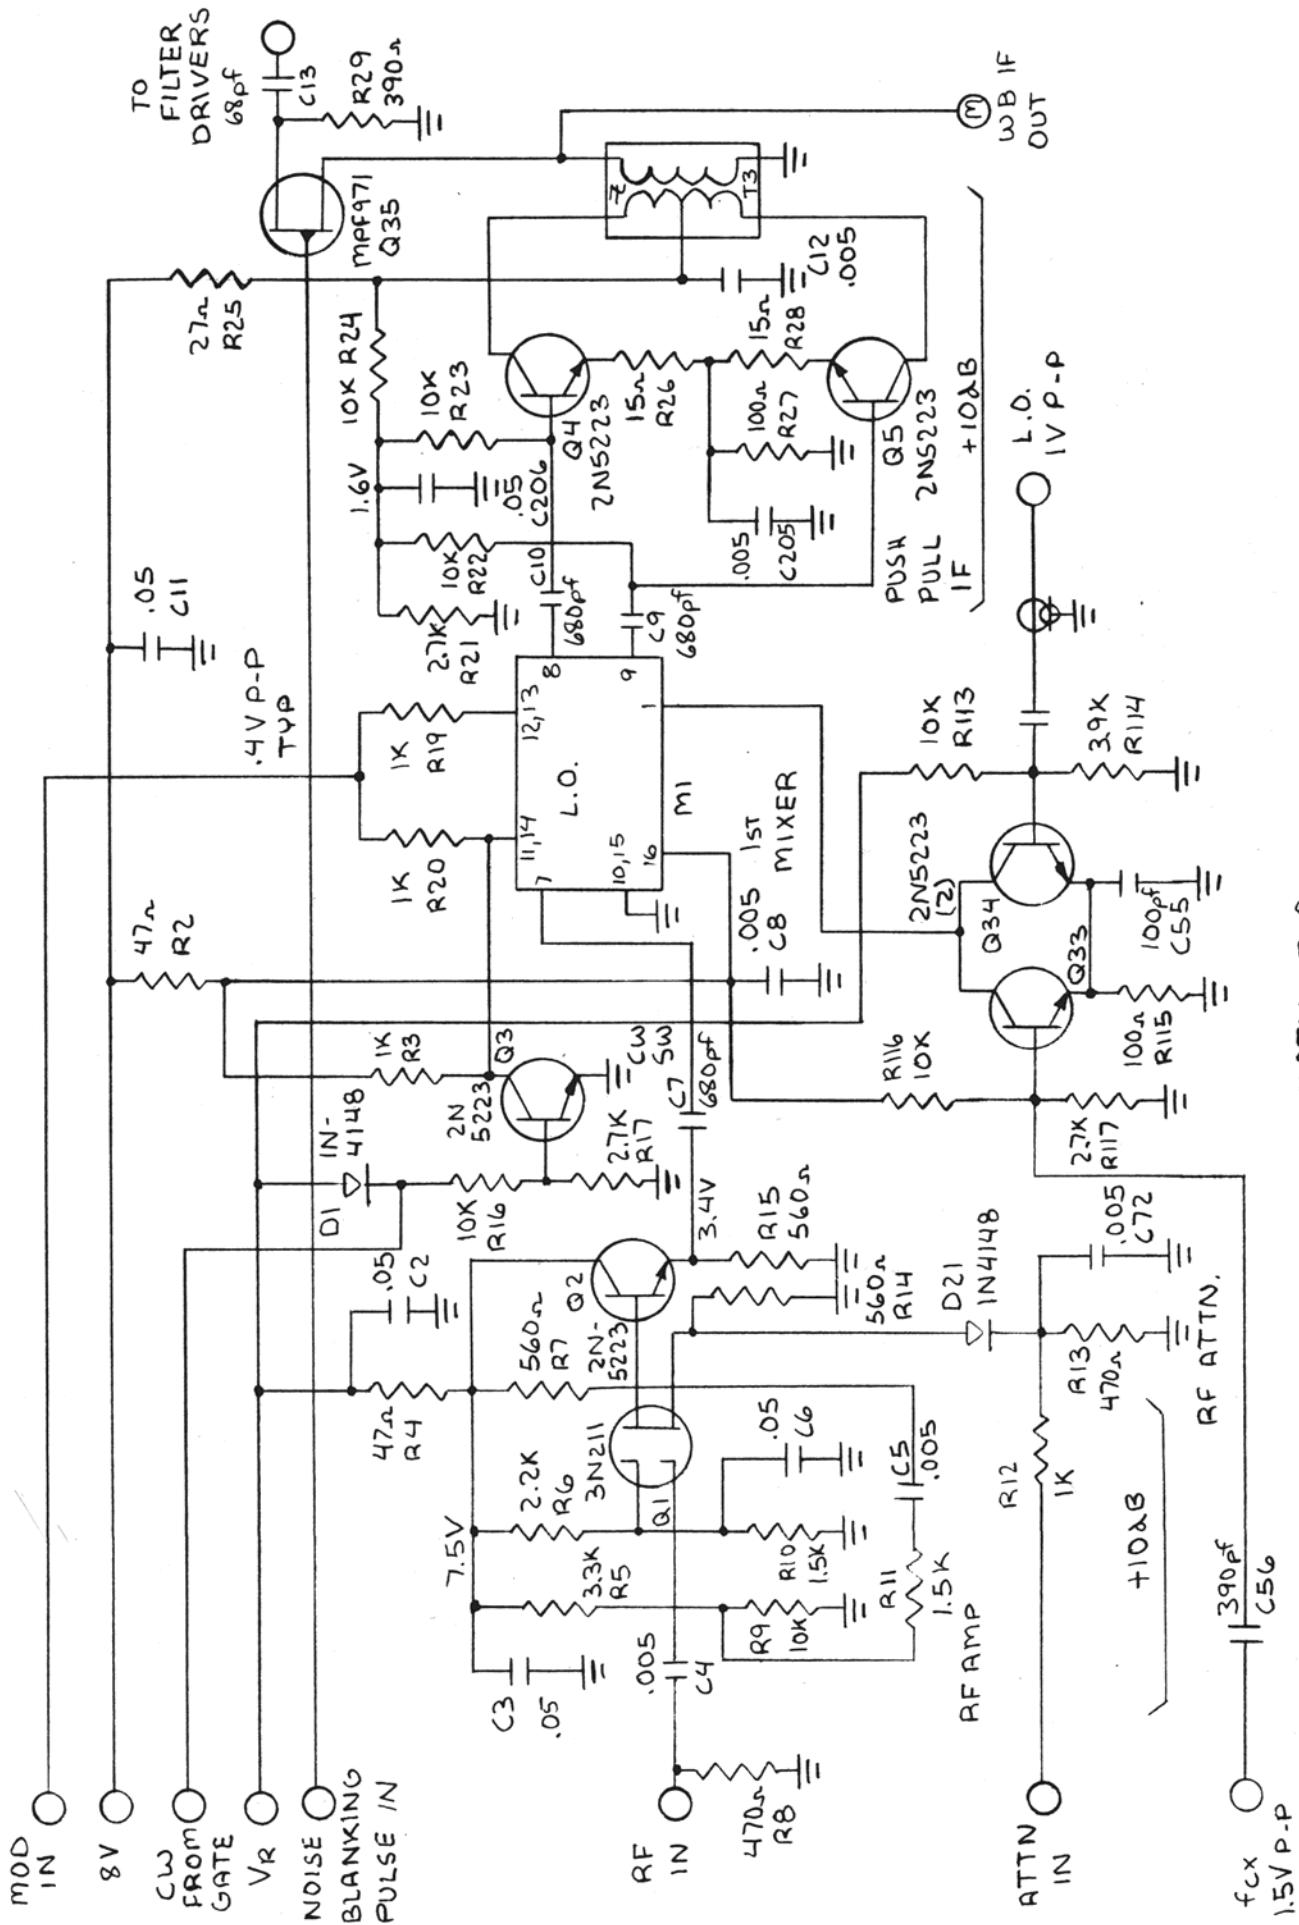 TO
FILTER
DRIVERS
68pf
C13
R29
390Ω
MPF971
Q35
27Ω
R25
WB IF
OUT
M
T3
C12
.005
10K R24
10K
R23
1.6V
.05
C206
Q4
2N5223
15Ω
R26
15Ω
R28
100Ω
R27
Q5
2N5223
+10dB
.005
C205
PUSH
PULL
IF
10K
R22
2.7K
R21
C10
680pf
C9
680pf
.05
C11
.4V P-P
TYP
1K
R19
1K
R20
8
9
12,13
1
L.O.
11,14
7
10,15
16
M1
1ST
MIXER
L.O.
1V P-P
10K
R113
3.9K
R114
2N5223
(2)
Q34
Q33
100pf
C55
100Ω
R115
R116
10K
2.7K
R117
47Ω
R2
.005
C8
1K
R3
Q3
2N
5223
CW
SW
C7
680pf
IN-
4148
D1
10K
R16
2.7K
R17
3.4V
R15
560Ω
560Ω
R14
.05
C2
Q2
2N-
5223
560Ω
R7
47Ω
R4
D21
IN4148
.005
C72
R13
470Ω
RF ATTN.
3N211
Q1
2.2K
R6
7.5V
3.3K
R5
.05
C6
R10
1.5K
R9
10K
C5
.005
R11
1.5K
RF AMP
R12
1K
+10dB
C3
.05
.005
C4
390pf
C56
470Ω
R8
MOD
IN
8V
CW
FROM
GATE
VR
NOISE
BLANKING
PULSE IN
RF
IN
ATTN
IN
fcx
1.5V P-P